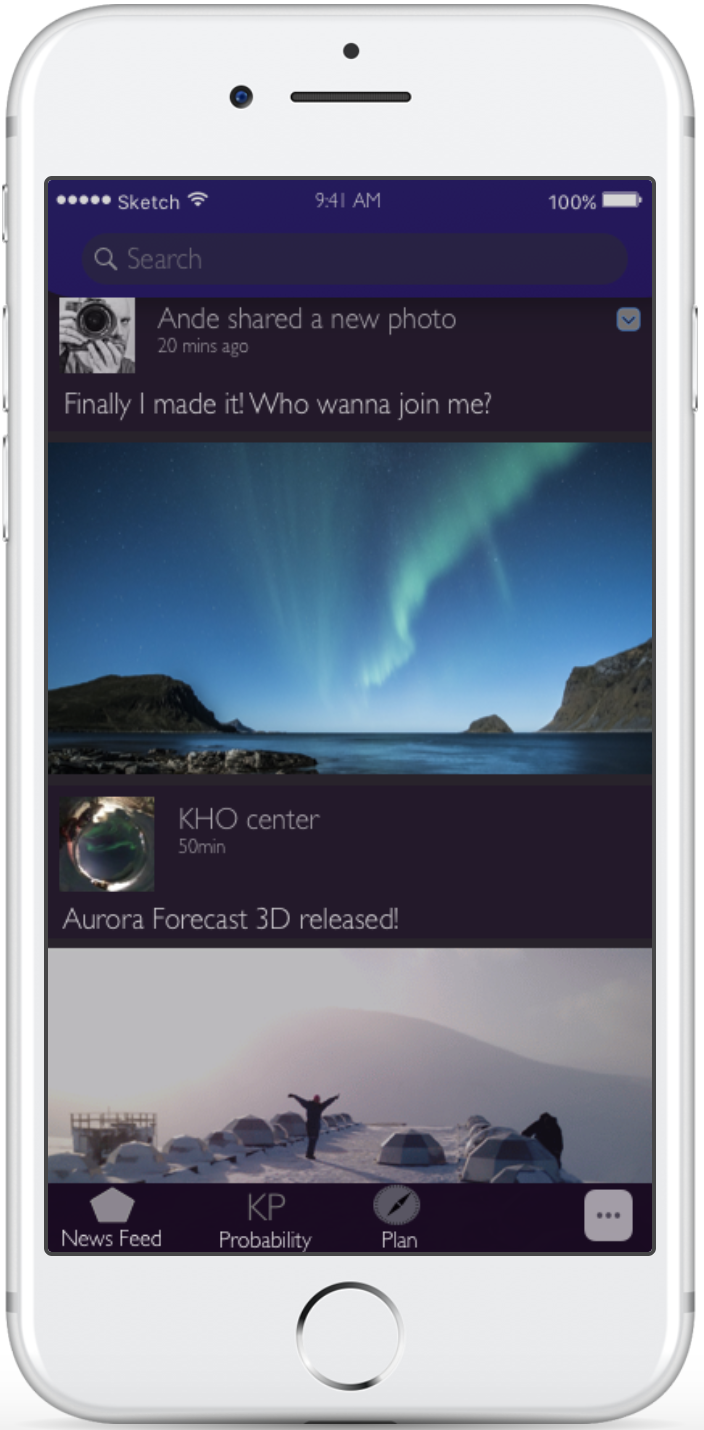 Sketch 9:41 AM 100%
Search
Ande shared a new photo
20 mins ago
Finally I made it! Who wanna join me?
KHO center
50min
Aurora Forecast 3D released!
KP
News Feed Probability Plan